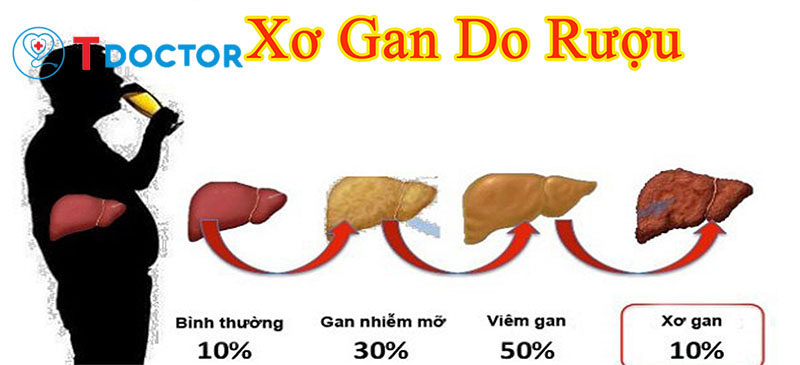 TDOCTOR
Xơ Gan Do Rượu
Bình thường
10%
Gan nhiễm mỡ
30%
Viêm gan
50%
Xơ gan
10%